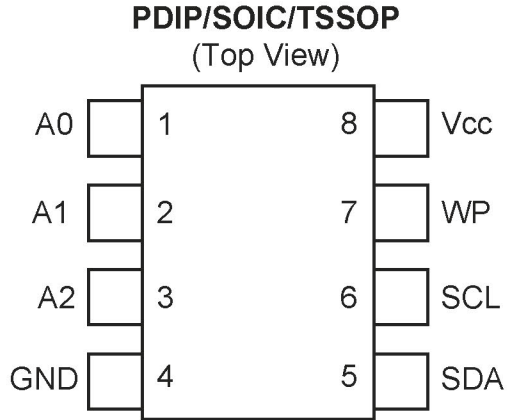 PDIP/SOIC/TSSOP
(Top View)
A0 1 8 Vcc
A1 2 7 WP
A2 3 6 SCL
GND 4 5 SDA